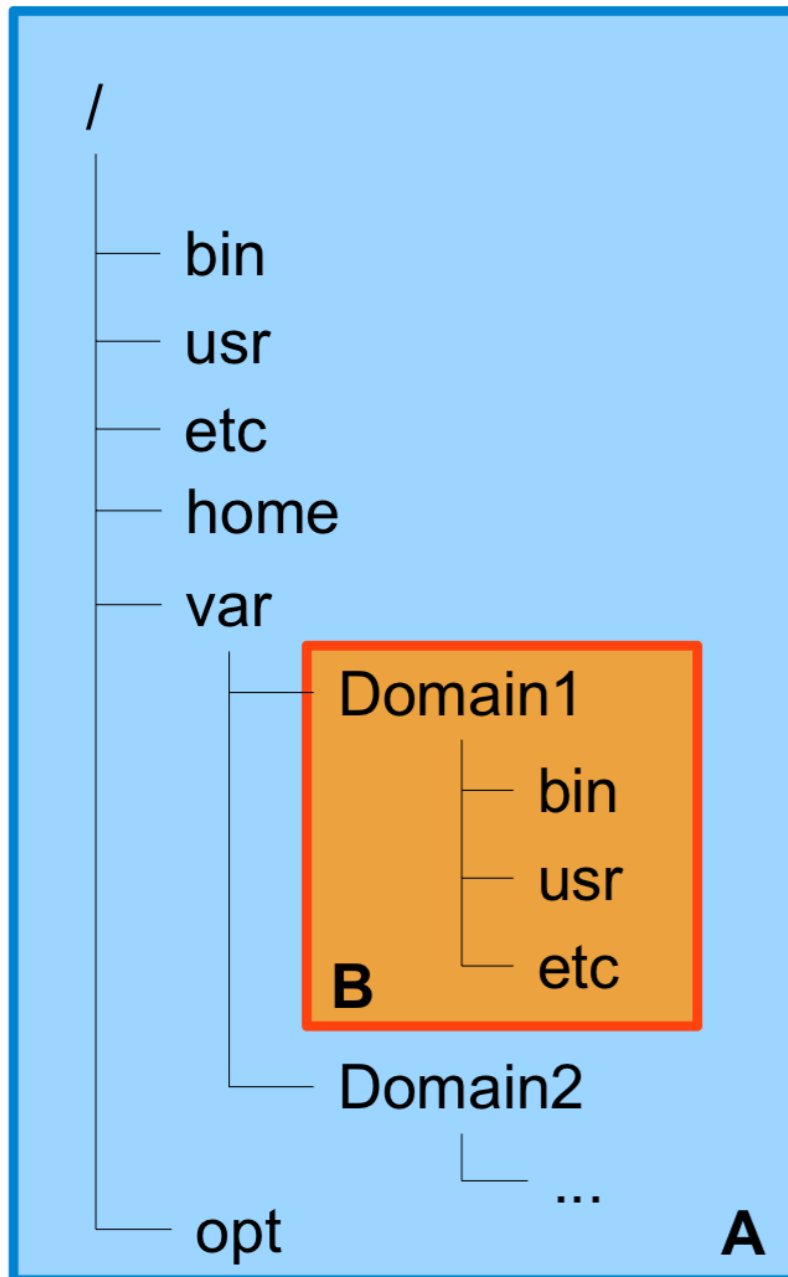 /
bin
usr
etc
home
var
Domain1
bin
usr
etc
B
Domain2
...
opt
A